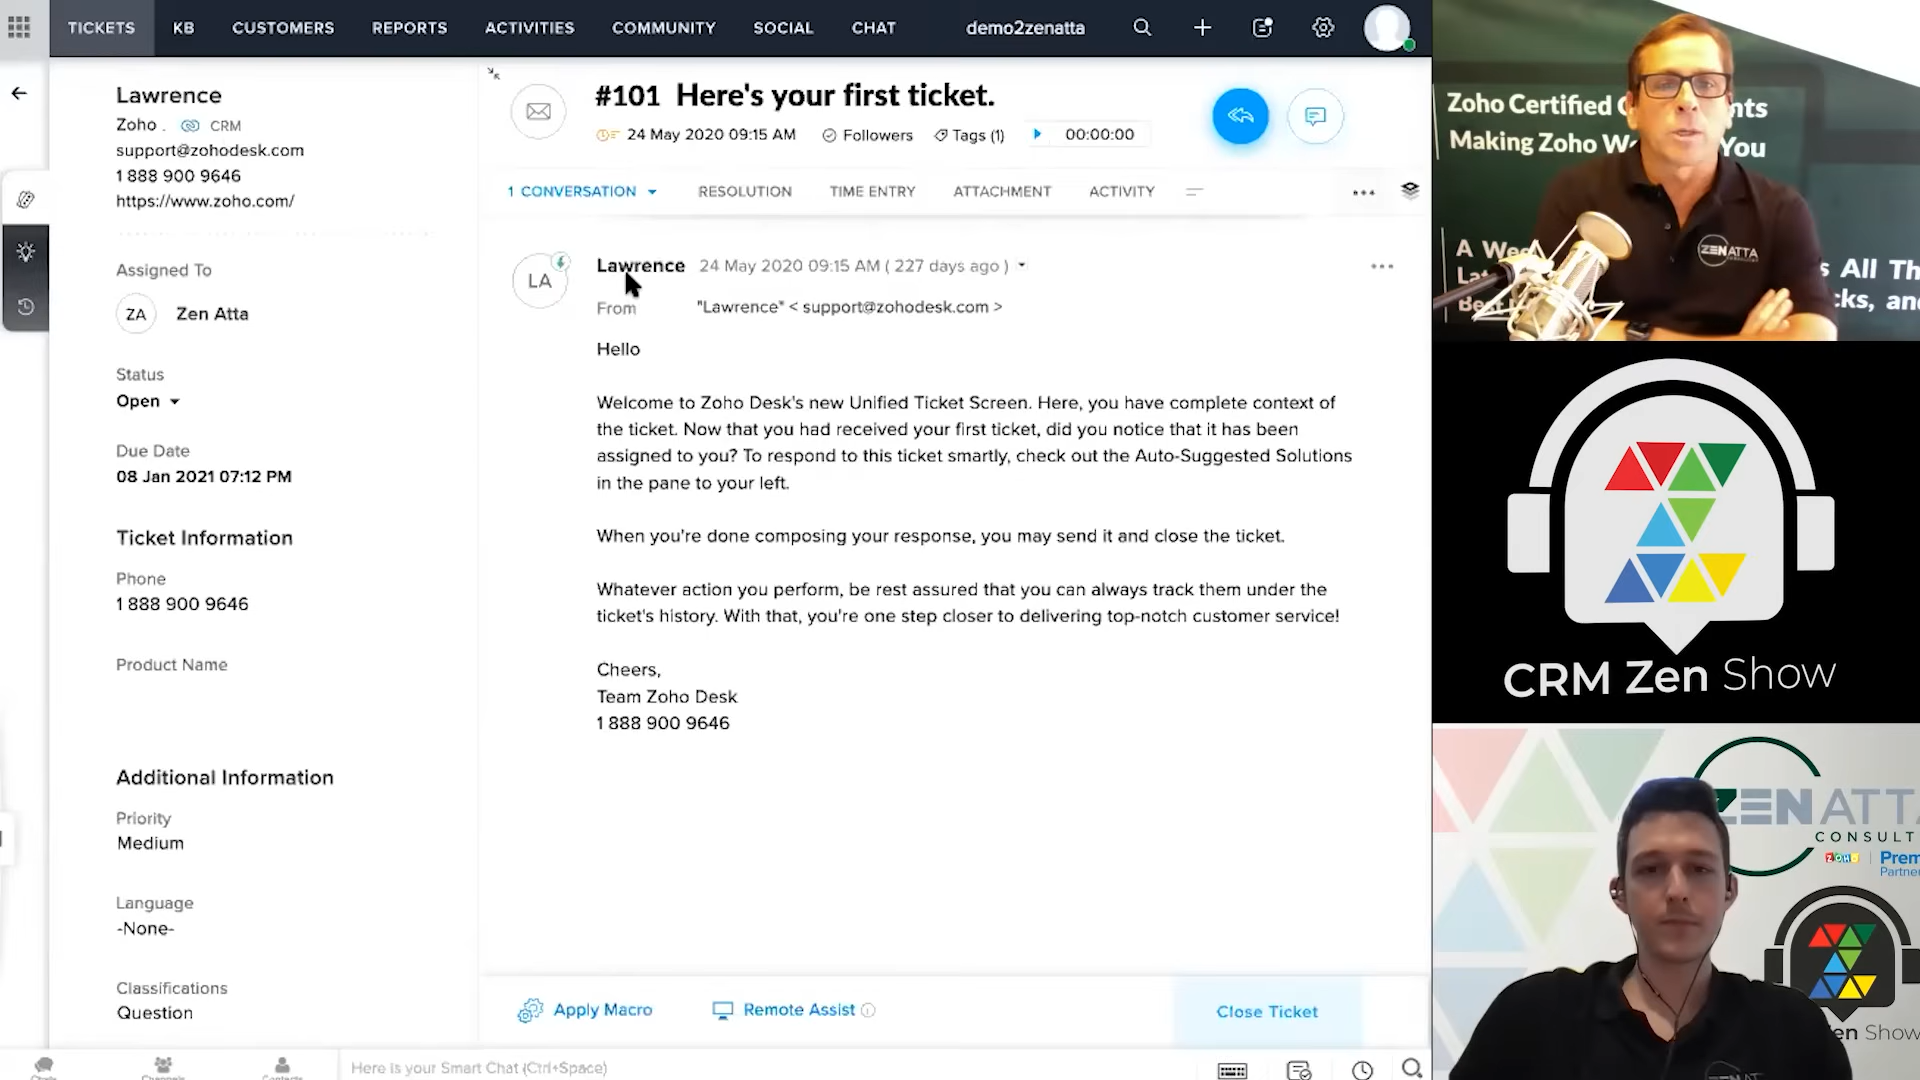 TICKETS KB CUSTOMERS REPORTS ACTIVITIES COMMUNITY SOCIAL CHAT demo2zenatta
Lawrence
Zoho . CRM
support@zohodesk.com
1 888 900 9646
https://www.zoho.com/
Assigned To
ZA Zen Atta
Status
Open
Due Date
08 Jan 2021 07:12 PM
Ticket Information
Phone
1 888 900 9646
Product Name
Additional Information
Priority
Medium
Language
-None-
Classifications
Question
#101 Here's your first ticket.
24 May 2020 09:15 AM Followers Tags (1) 00:00:00
1 CONVERSATION RESOLUTION TIME ENTRY ATTACHMENT ACTIVITY
LA Lawrence 24 May 2020 09:15 AM ( 227 days ago )
From "Lawrence" < support@zohodesk.com >
Hello
Welcome to Zoho Desk's new Unified Ticket Screen. Here, you have complete context of
the ticket. Now that you had received your first ticket, did you notice that it has been
assigned to you? To respond to this ticket smartly, check out the Auto-Suggested Solutions
in the pane to your left.
When you're done composing your response, you may send it and close the ticket.
Whatever action you perform, be rest assured that you can always track them under the
ticket's history. With that, you're one step closer to delivering top-notch customer service!
Cheers,
Team Zoho Desk
1 888 900 9646
Apply Macro Remote Assist Close Ticket
Here is your Smart Chat (Ctrl+Space)
Zoho Certified
Making Zoho You
A
All
ZENATTA
CRM Zen Show
ZENATTA
CONSULT
ZOHO
Partner
Show